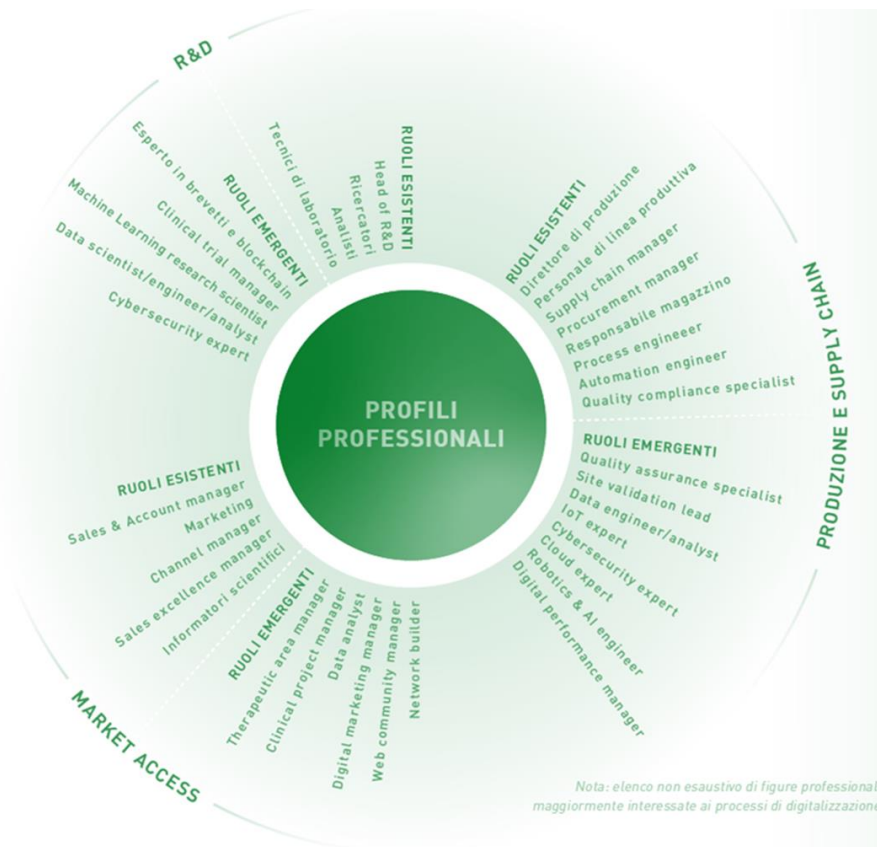 R&D
RUOLI ESISTENTI
Head of R&D
Ricercatori
Analisti
Tecnici di laboratorio
RUOLI EMERGENTI
Esperto in brevetti e blockchain
Clinical trial manager
Machine Learning research scientist
Data scientist/engineer/analyst
Cybersecurity expert
PRODUZIONE E SUPPLY CHAIN
RUOLI ESISTENTI
Direttore di produzione
Personale di linea produttiva
Supply chain manager
Procurement manager
Responsabile magazzino
Process engineeer
Automation engineer
Quality compliance specialist
RUOLI EMERGENTI
Quality assurance specialist
Site validation lead
Data engineer/analyst
IoT expert
Cybersecurity expert
Cloud expert
Robotics & AI engineer
Digital performance manager
PROFILI
PROFESSIONALI
MARKET ACCESS
RUOLI ESISTENTI
Sales & Account manager
Marketing
Channel manager
Sales excellence manager
Informatori scientifici
RUOLI EMERGENTI
Therapeutic area manager
Clinical project manager
Data analyst
Digital marketing manager
Web community manager
Network builder
Nota: elenco non esaustivo di figure professional
maggiormente interessate ai processi di digitalizzazione